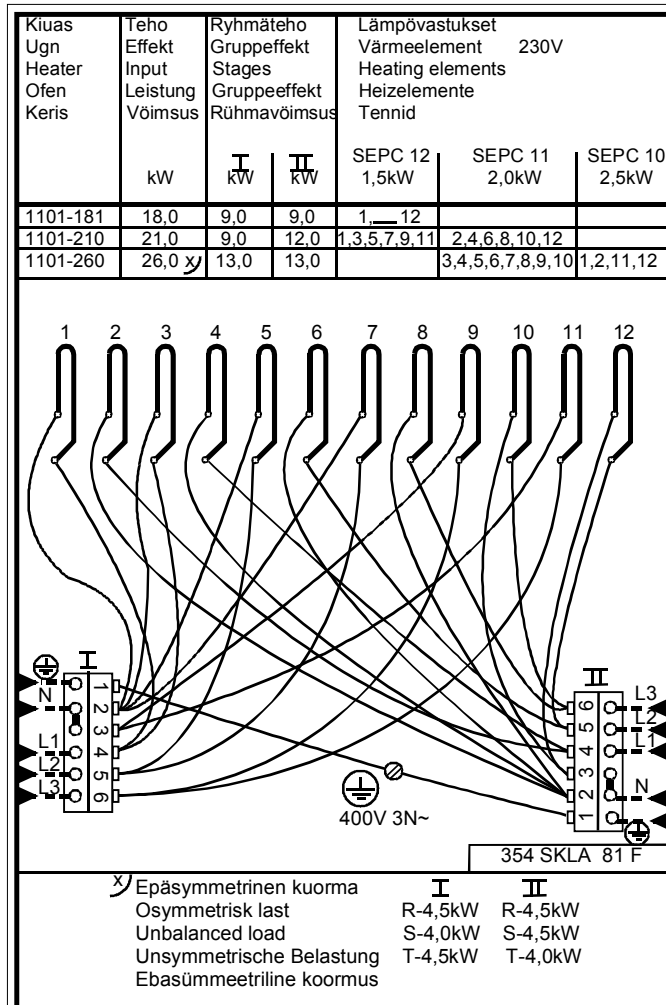 Kiuas Teho Ryhmäteho Lämpövastukset
Ugn Effekt Gruppeffekt Värmeelement 230V
Heater Input Stages Heating elements
Ofen Leistung Gruppeeffekt Heizelemente
Keris Vöimsus Rühmavöimsus Tennid
I II SEPC 12 SEPC 11 SEPC 10
kW kW kW 1,5kW 2,0kW 2,5kW
1101-181 18,0 9,0 9,0 1,__ 12
1101-210 21,0 9,0 12,0 1,3,5,7,9,11 2,4,6,8,10,12
1101-260 26,0 x) 13,0 13,0 3,4,5,6,7,8,9,10 1,2,11,12
1 2 3 4 5 6 7 8 9 10 11 12
I
N
L1
L2
L3
1
2
3
4
5
6
400V 3N~
II
6
5
4
3
2
1
L3
L2
L1
N
354 SKLA 81 F
x) Epäsymmetrinen kuorma I II
Osymmetrisk last R-4,5kW R-4,5kW
Unbalanced load S-4,0kW S-4,5kW
Unsymmetrische Belastung T-4,5kW T-4,0kW
Ebasümmeetriline koormus